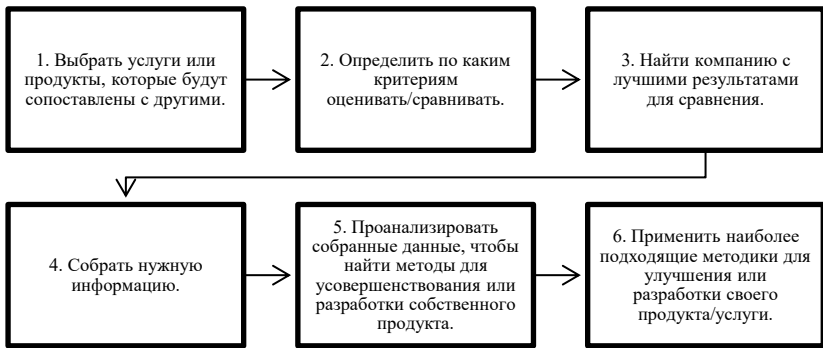 1. Выбрать услуги или
продукты, которые будут
сопоставлены с другими.
2. Определить по каким
критериям
оценивать/сравнивать.
3. Найти компанию с
лучшими результатами
для сравнения.
4. Собрать нужную
информацию.
5. Проанализировать
собранные данные, чтобы
найти методы для
усовершенствования или
разработки собственного
продукта.
6. Применить наиболее
подходящие методики для
улучшения или
разработки своего
продукта/услуги.